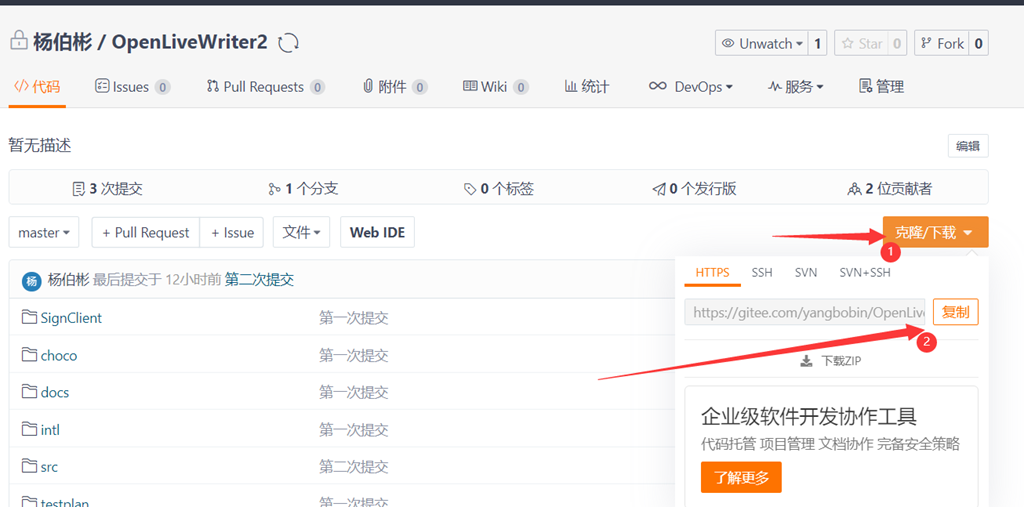 杨伯彬 / OpenLiveWriter2
Unwatch 1 Star 0 Fork 0
代码 Issues 0 Pull Requests 0 附件 0 Wiki 0 统计 DevOps 服务 管理
暂无描述 编辑
3 次提交 1 个分支 0 个标签 0 个发行版 2 位贡献者
master + Pull Request + Issue 文件 Web IDE 克隆/下载
1
HTTPS SSH SVN SVN+SSH
杨 杨伯彬 最后提交于 12小时前 第二次提交
https://gitee.com/yangbobin/OpenLiv 复制
2
SignClient 第一次提交
choco 第一次提交
下载ZIP
docs 第一次提交
intl 第一次提交
src 第二次提交
testplan 第一次提交
企业级软件开发协作工具
代码托管 项目管理 文档协作 完备安全策略
了解更多